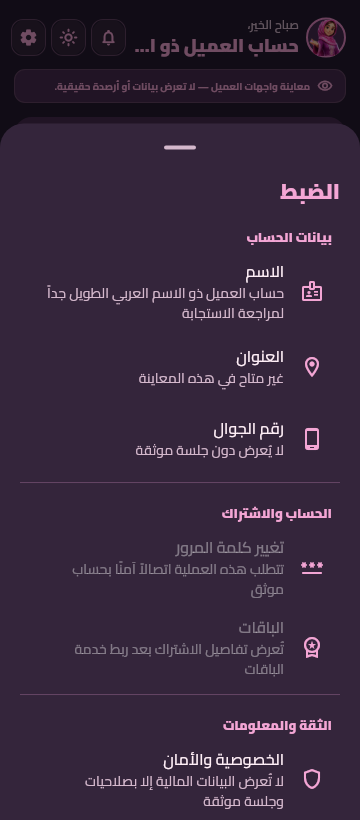 صباح الخير،
حساب العميل ذو ا...
معاينة واجهات العميل — لا تعرض بيانات أو أرصدة حقيقية.
الضبط
بيانات الحساب
الاسم
حساب العميل ذو الاسم العربي الطويل جداً
لمراجعة الاستجابة
العنوان
غير متاح في هذه المعاينة
رقم الجوال
لا يُعرض دون جلسة موثقة
الحساب والاشتراك
تغيير كلمة المرور
تتطلب هذه العملية اتصالاً آمنًا بحساب
موثق
الباقات
تُعرض تفاصيل الاشتراك بعد ربط خدمة
الباقات
الثقة والمعلومات
الخصوصية والأمان
لا تُعرض البيانات المالية إلا بصلاحيات
وجلسة موثقة